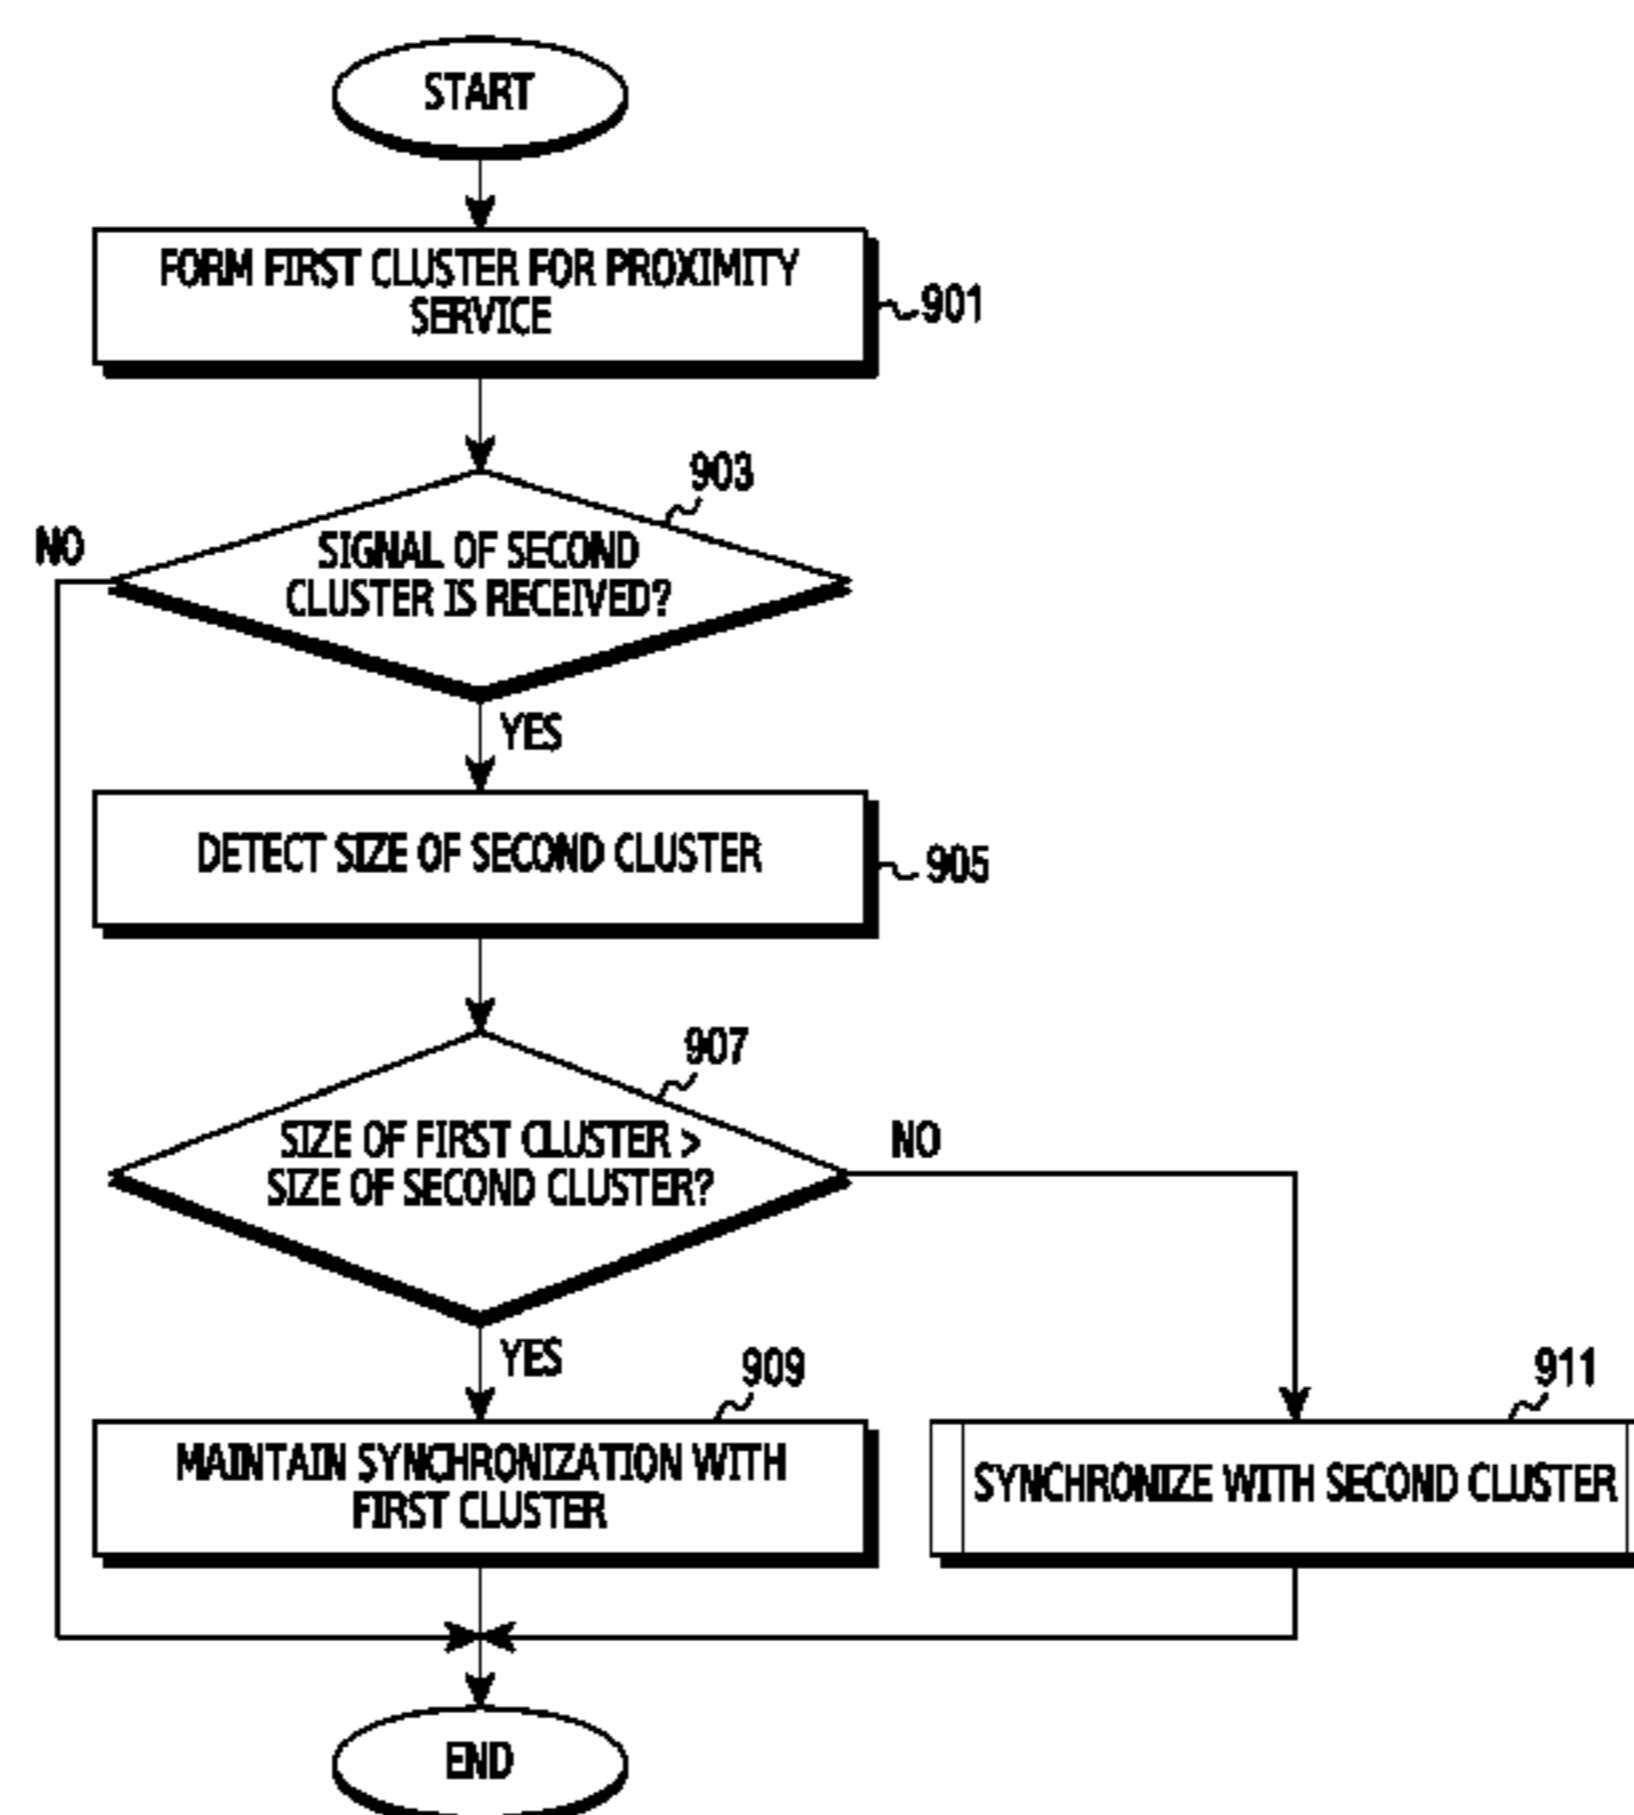 START
FORM FIRST CLUSTER FOR PROXIMITY
SERVICE
901
903
NO
SIGNAL OF SECOND
CLUSTER IS RECEIVED?
YES
DETECT SIZE OF SECOND CLUSTER
905
907
SIZE OF FIRST CLUSTER >
SIZE OF SECOND CLUSTER?
NO
YES
909
911
MAINTAIN SYNCHRONIZATION WITH
FIRST CLUSTER
SYNCHRONIZE WITH SECOND CLUSTER
END